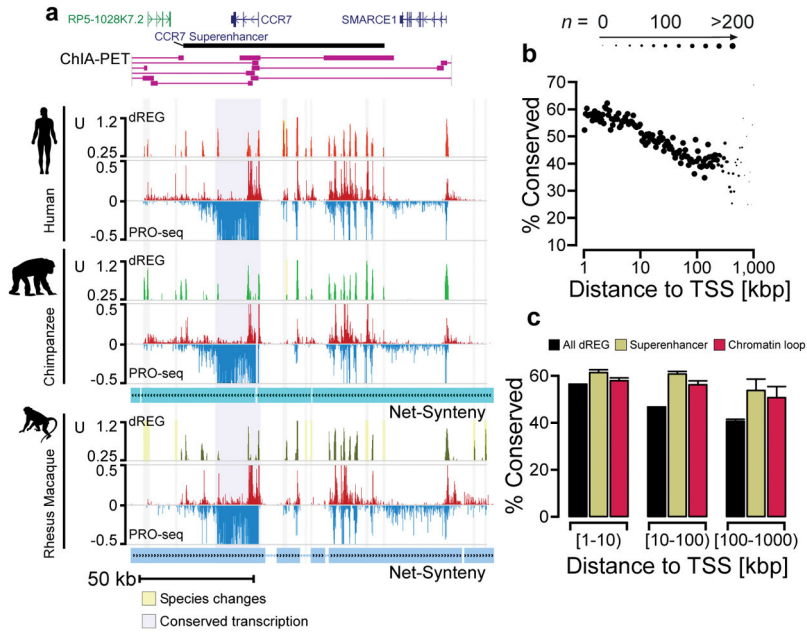 a
RP5-1028K7.2
CCR7
SMARCE1
CCR7 Superenhancer
ChIA-PET
Human
U
1.2
0.25
dREG
0.5
0
-0.5
PRO-seq
Chimpanzee
U
1.2
0.25
dREG
0.5
0
-0.5
PRO-seq
Net-Synteny
Rhesus Macaque
U
1.2
0.25
dREG
0.5
0
-0.5
PRO-seq
Net-Synteny
50 kb
Species changes
Conserved transcription
n = 0 100 >200
b
% Conserved
70
60
50
40
30
20
10
1 10 100 1,000
Distance to TSS [kbp]
c
All dREG Superenhancer Chromatin loop
% Conserved
60
40
20
0
[1-10) [10-100) [100-1000)
Distance to TSS [kbp]